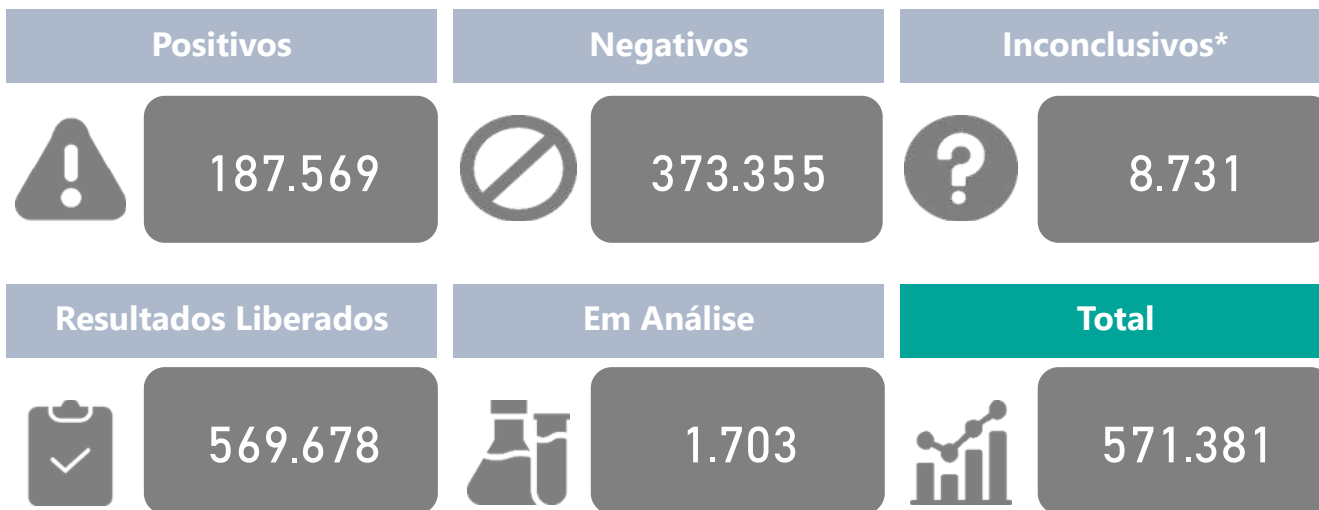 Positivos
Negativos
Inconclusivos*
187.569
373.355
8.731
Resultados Liberados
Em Análise
Total
569.678
1.703
571.381